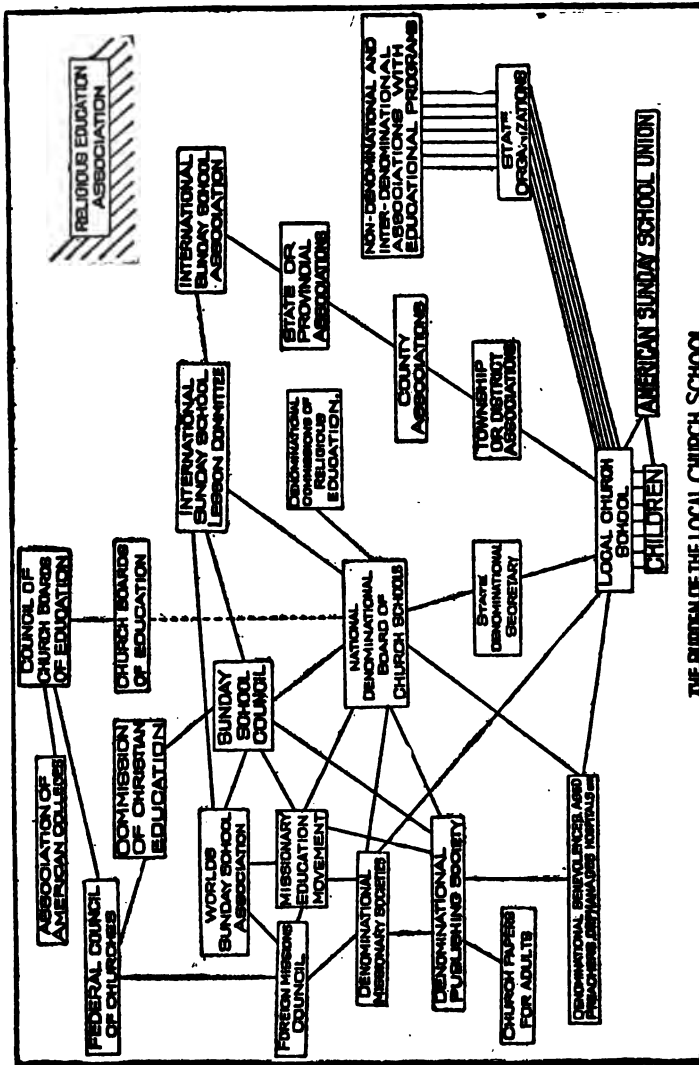 RELIGIOUS EDUCATION
ASSOCIATION
COUNCIL OF
CHURCH BOARDS
OF EDUCATION
ASSOCIATION OF
AMERICAN COLLEGES
CHURCH BOARDS
OF EDUCATION
FEDERAL COUNCIL
OF CHURCHES
COMMISSION
OF CHRISTIAN
EDUCATION
INTERNATIONAL
SUNDAY SCHOOL
LESSON COMMITTEE
INTERNATIONAL
SUNDAY SCHOOL
ASSOCIATION
WORLDS
SUNDAY SCHOOL
ASSOCIATION
SUNDAY
SCHOOL
COUNCIL
DENOMINATIONAL
COMMISSIONS OF
RELIGIOUS
EDUCATION.
STATE OR
PROVINCIAL
ASSOCIATIONS
NON-DENOMINATIONAL AND
INTER-DENOMINATIONAL
ASSOCIATIONS WITH
EDUCATIONAL PROGRAMS
FOREIGN MISSIONS
COUNCIL
MISSIONARY
EDUCATION
MOVEMENT
NATIONAL
DENOMINATIONAL
BOARD OF
CHURCH SCHOOLS
COUNTY
ASSOCIATIONS
DENOMINATIONAL
MISSIONARY SOCIETIES
DENOMINATIONAL
PUBLISHING SOCIETY
STATE
DENOMINATIONAL
SECRETARY
TOWNSHIP
OR DISTRICT
ASSOCIATIONS
STATE
ORGANIZATIONS
CHURCH PAPERS
FOR ADULTS
DENOMINATIONAL BENEVOLENCES, AGED
PREACHERS, ORPHANAGES HOSPITALS
LOCAL CHURCH
SCHOOL
CHILDREN
AMERICAN SUNDAY SCHOOL UNION
THE BURDEN OF THE LOCAL CHURCH SCHOOL